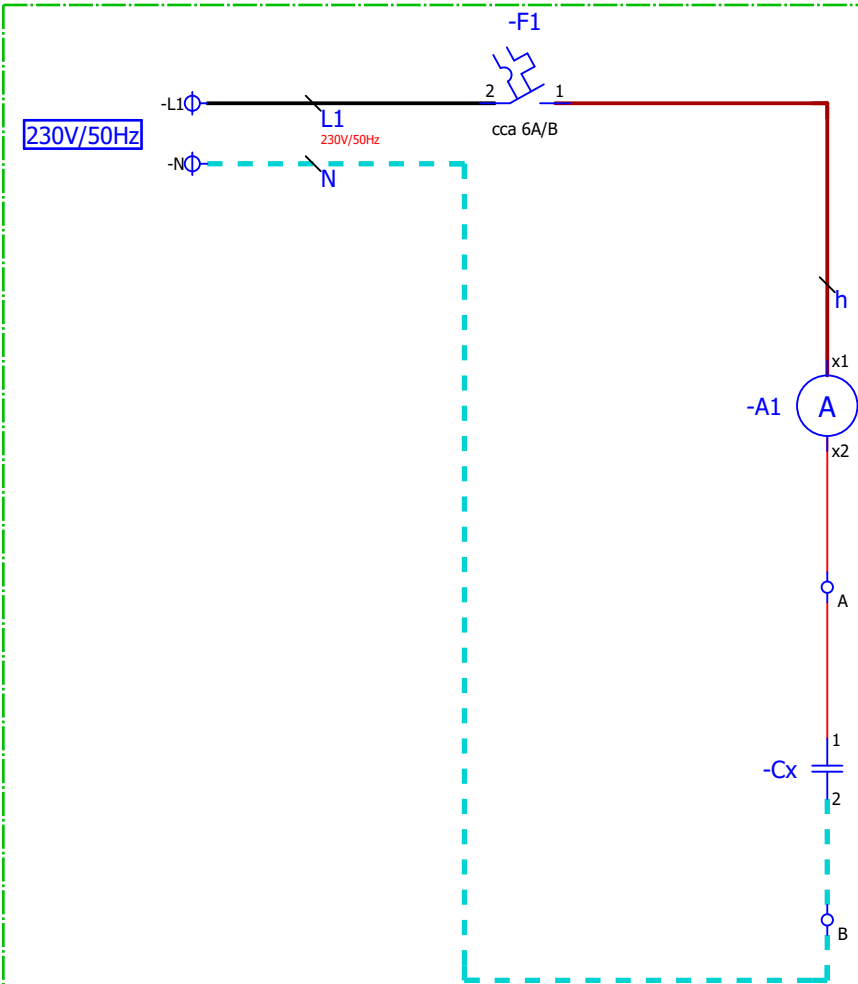 -F1
-L1
2
1
L1
230V/50Hz
cca 6A/B
230V/50Hz
-N
N
h
x1
-A1
A
x2
A
1
-Cx
2
B